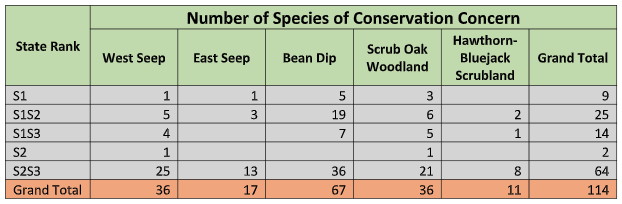 Number of Species of Conservation Concern
State Rank West Seep East Seep Bean Dip Scrub Oak Woodland Hawthorn-Bluejack Scrubland Grand Total
S1 1 1 5 3 9
S1S2 5 3 19 6 2 25
S1S3 4 7 5 1 14
S2 1 1 2
S2S3 25 13 36 21 8 64
Grand Total 36 17 67 36 11 114